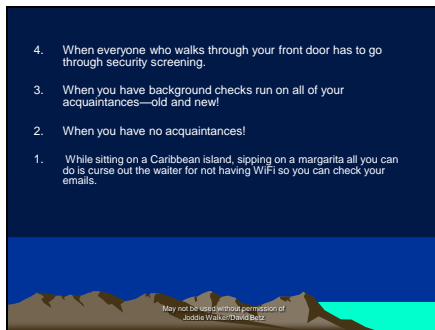 4. When everyone who walks through your front door has to go
through security screening.
3. When you have background checks run on all of your
acquaintances—old and new!
2. When you have no acquaintances!
1. While sitting on a Caribbean island, sipping on a margarita all you can
do is curse out the waiter for not having WiFi so you can check your
emails.
May not be used without permission of
Joddie Walker/David Betz